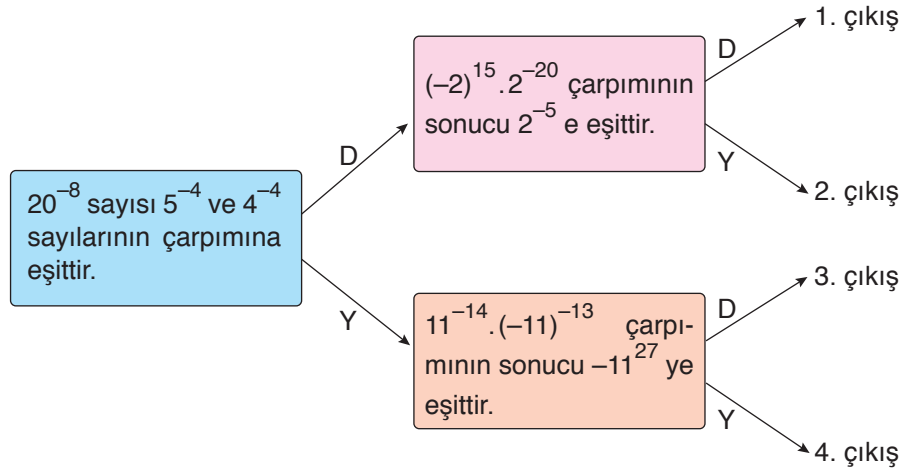 1. çıkış
D
(–2)^15 . 2^–20 çarpımının
sonucu 2^–5 e eşittir.
D
Y
2. çıkış
20^–8 sayısı 5^–4 ve 4^–4
sayılarının çarpımına
eşittir.
3. çıkış
Y
D
11^–14 . (–11)^–13 çarpı-
mının sonucu –11^27 ye
eşittir.
Y
4. çıkış